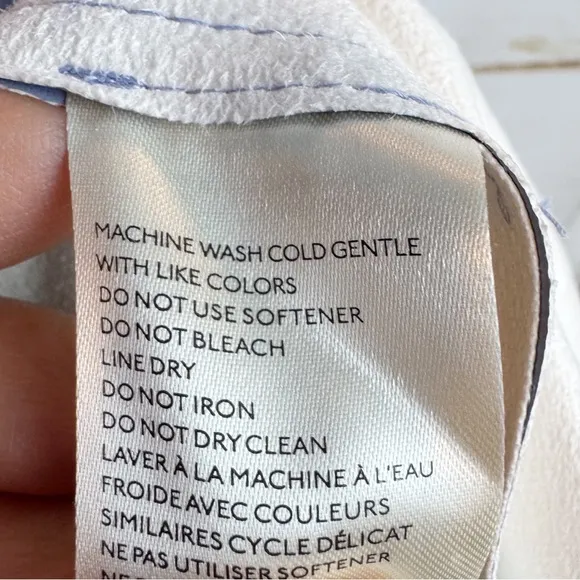 MACHINE WASH COLD GENTLE
WITH LIKE COLORS
DO NOT USE SOFTENER
DO NOT BLEACH
LINE DRY
DO NOT IRON
DO NOT DRY CLEAN
LAVER À LA MACHINE À L'EAU
FROIDE AVEC COULEURS
SIMILAIRES CYCLE DÉLICAT
NE PAS UTILISER SOFTENER